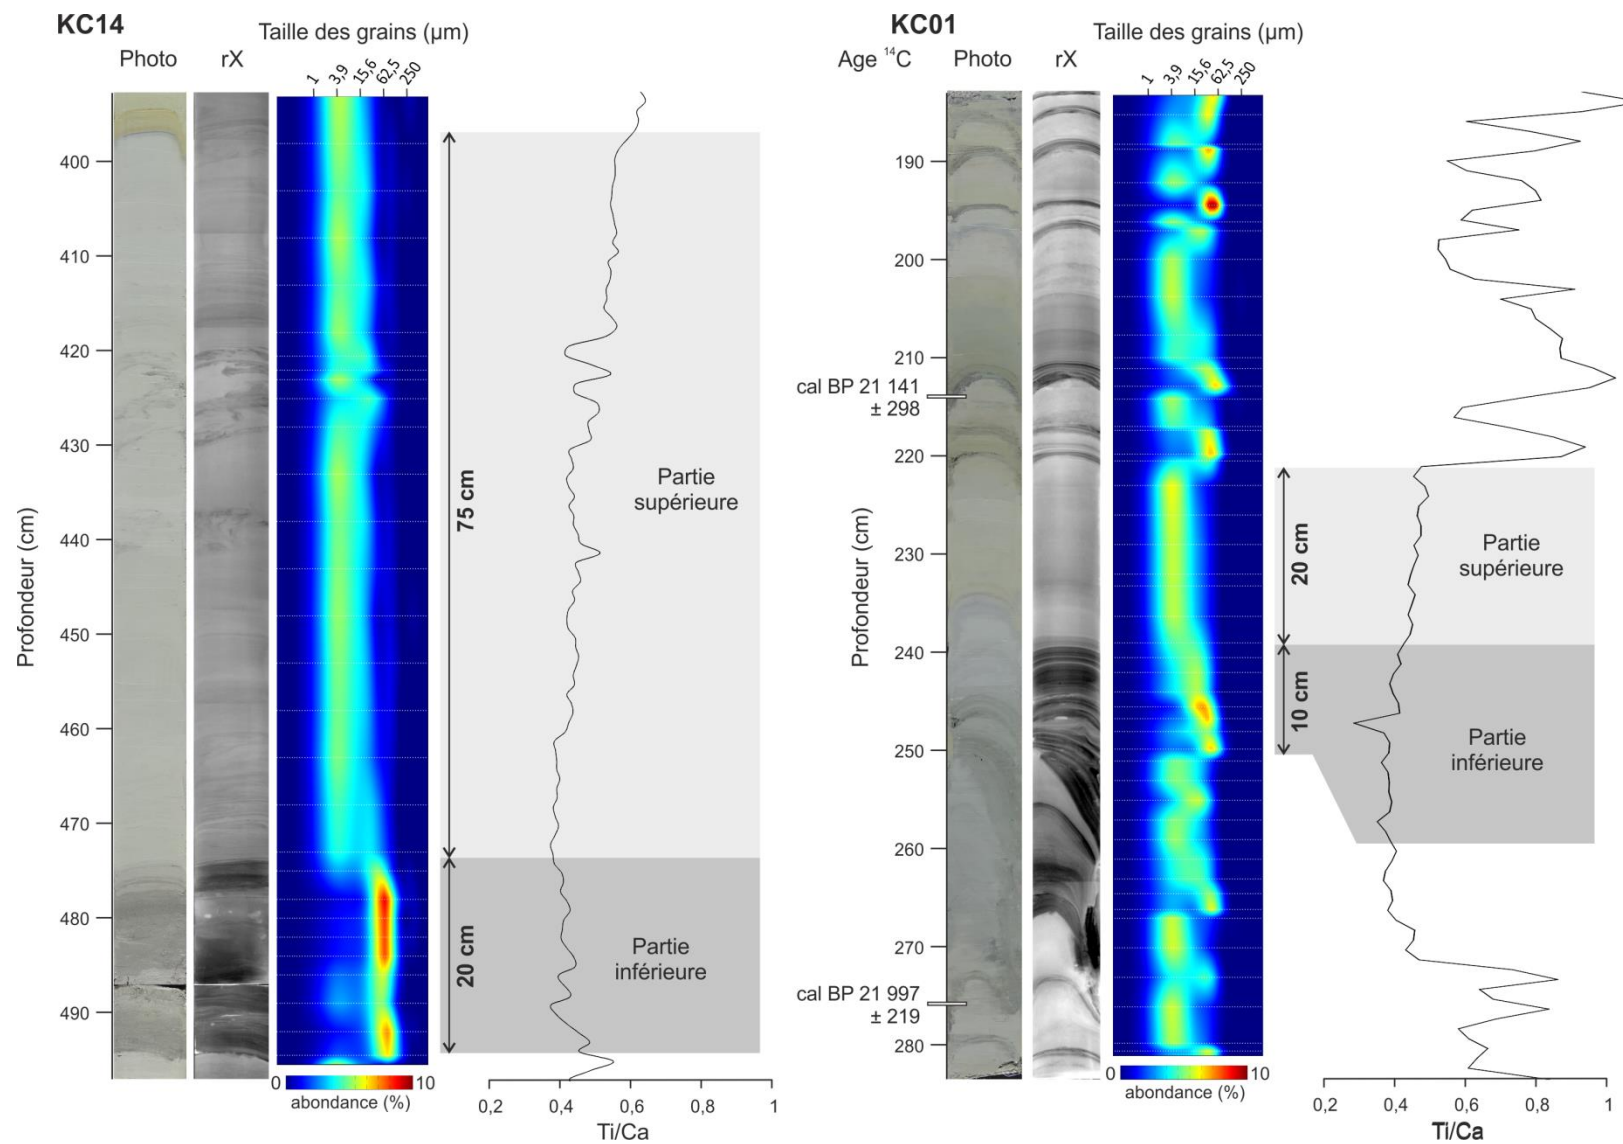 KC14
Taille des grains (µm)
Photo
rX
1
3,9
15,6
62,5
250
Profondeur (cm)
400
410
420
430
440
450
460
470
480
490
75 cm
Partie
supérieure
20 cm
Partie
inférieure
0
10
abondance (%)
0,2
0,4
0,6
0,8
1
Ti/Ca
KC01
Taille des grains (µm)
Age ¹⁴C
Photo
rX
1
3,9
15,6
62,5
250
Profondeur (cm)
190
200
210
cal BP 21 141
± 298
220
230
240
250
260
270
cal BP 21 997
± 219
280
20 cm
Partie
supérieure
10 cm
Partie
inférieure
0
10
abondance (%)
0,2
0,4
0,6
0,8
1
Ti/Ca